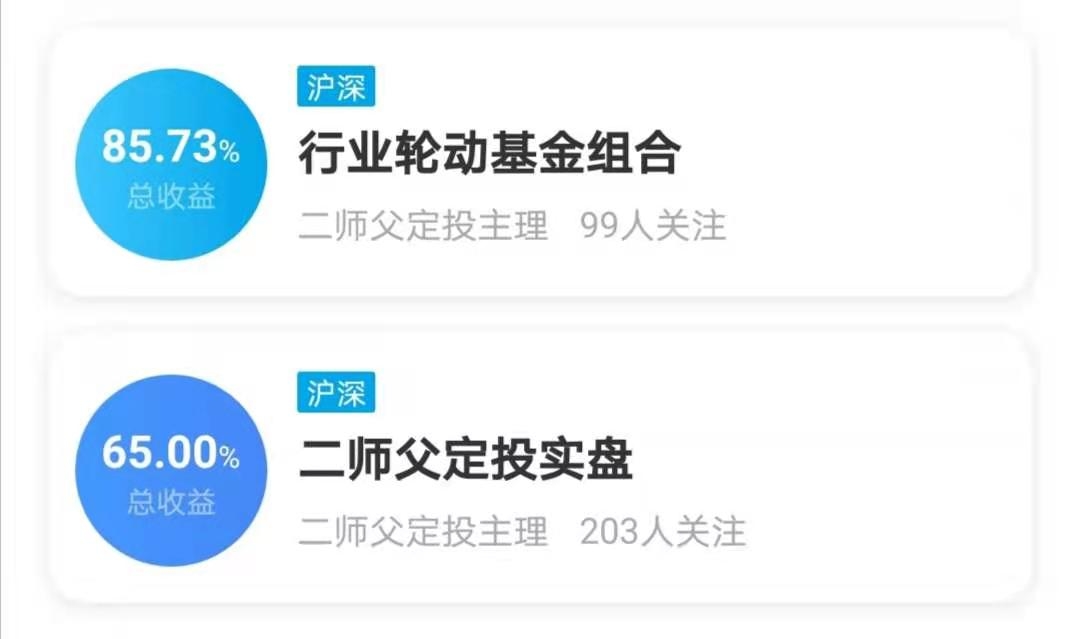 沪深
85.73%
总收益
行业轮动基金组合
二师父定投主理 99人关注
沪深
65.00%
总收益
二师父定投实盘
二师父定投主理 203人关注